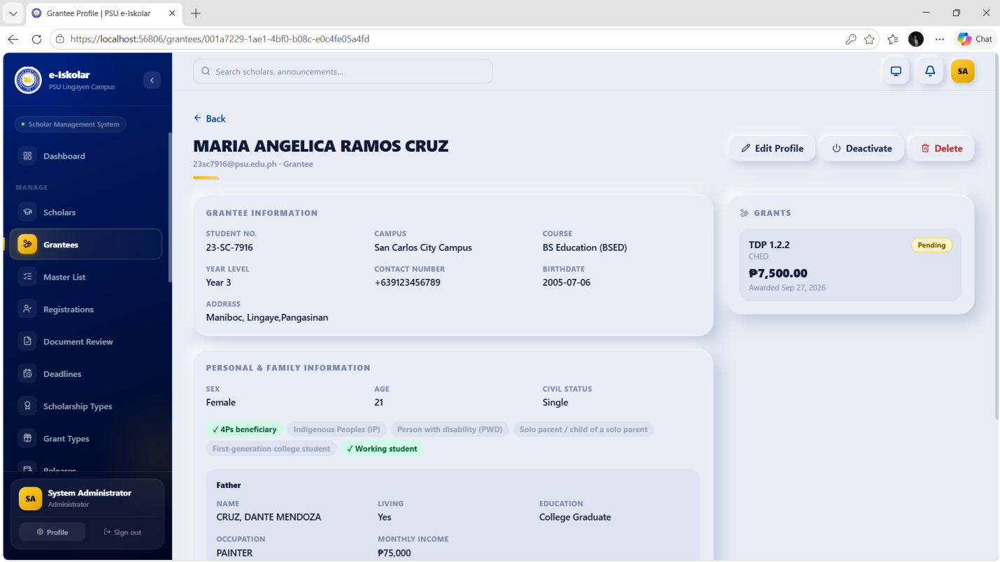 Grantee Profile | PSU e-Iskolar
https://localhost:56806/grantees/001a7229-1ae1-4bf0-b08c-e0c4fe05a4fd
Chat
e-Iskolar
PSU Lingayen Campus
Scholar Management System
Dashboard
MANAGE
Scholars
Grantees
Master List
Registrations
Document Review
Deadlines
Scholarship Types
Grant Types
Releases
SA
System Administrator
Administrator
Profile
Sign out
Search scholars, announcements...
SA
Back
MARIA ANGELICA RAMOS CRUZ
23sc7916@psu.edu.ph · Grantee
Edit Profile
Deactivate
Delete
GRANTEE INFORMATION
STUDENT NO. CAMPUS COURSE
23-SC-7916 San Carlos City Campus BS Education (BSED)
YEAR LEVEL CONTACT NUMBER BIRTHDATE
Year 3 +639123456789 2005-07-06
ADDRESS
Maniboc, Lingaye,Pangasinan
GRANTS
TDP 1.2.2 Pending
CHED
₱7,500.00
Awarded Sep 27, 2026
PERSONAL & FAMILY INFORMATION
SEX AGE CIVIL STATUS
Female 21 Single
✓ 4Ps beneficiary Indigenous Peoples (IP) Person with disability (PWD) Solo parent / child of a solo parent
First-generation college student ✓ Working student
Father
NAME LIVING EDUCATION
CRUZ, DANTE MENDOZA Yes College Graduate
OCCUPATION MONTHLY INCOME
PAINTER ₱75,000